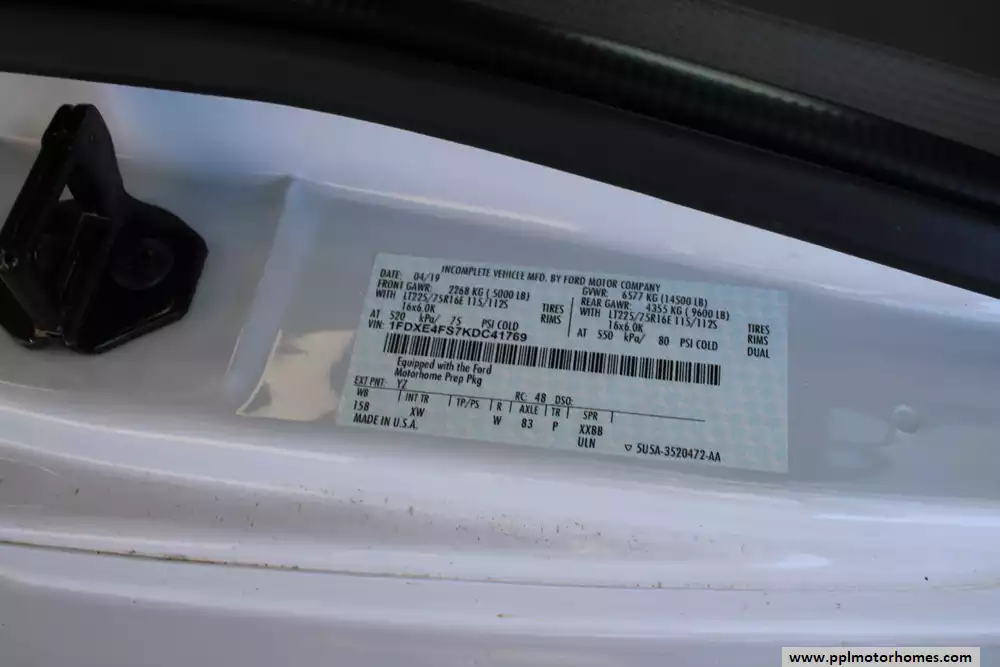 INCOMPLETE VEHICLE MFD. BY FORD MOTOR COMPANY
DATE: 04/19 GVWR: 6577 KG (14500 LB)
FRONT GAWR: 2268 KG (5000 LB) REAR GAWR: 4355 KG (9600 LB)
WITH LT225/75R16E 115/112S TIRES WITH LT225/75R16E 115/112S TIRES
16x6.0K RIMS 16x6.0K RIMS
AT 520 kPa/ 75 PSI COLD AT 550 kPa/ 80 PSI COLD DUAL
VIN: 1FDXE4FS7KDC41769
Equipped with the Ford
Motorhome Prep Pkg
EXT PNT: YZ RC: 48 DSO:
WB INT TR TP/PS R AXLE TR SPR
158 XW W 83 P XXBB
MADE IN U.S.A. ULN
5U5A-3520472-AA
www.pplmotorhomes.com